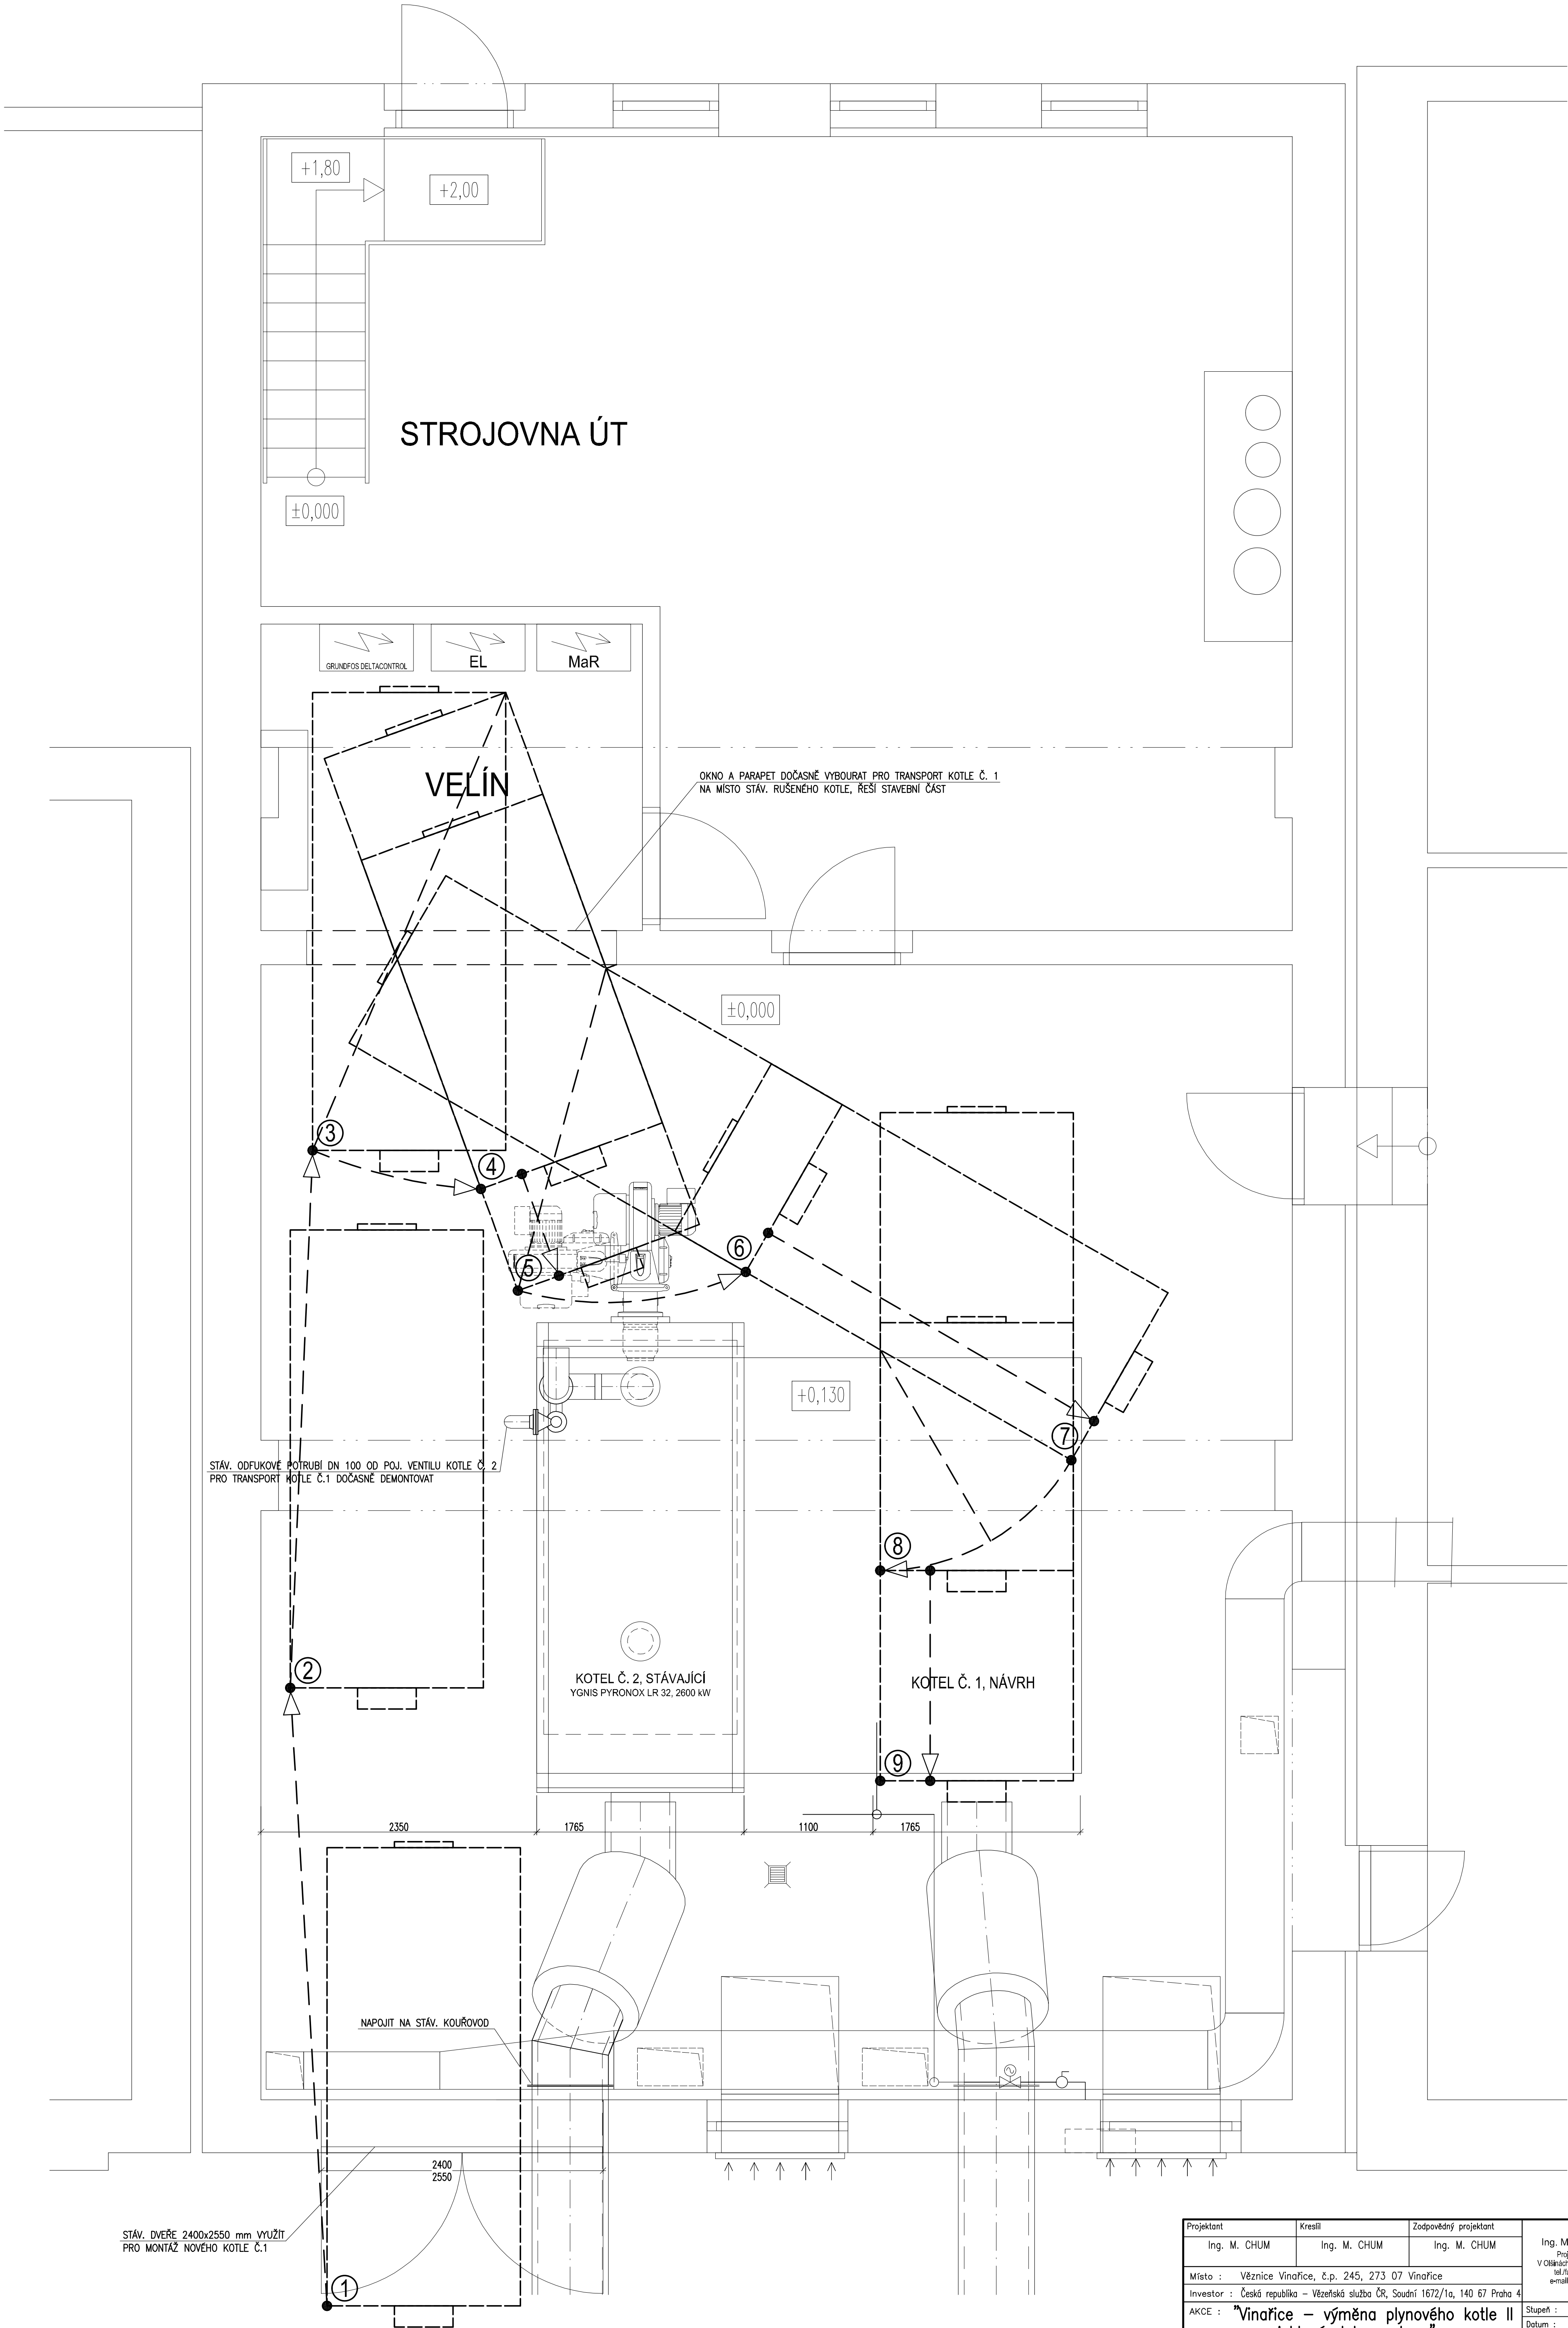 +1,80
+2,00
STROJOVNA ÚT
±0,000
GRUNDFOS DELTACONTROL
EL
MaR
VELÍN
OKNO A PARAPET DOČASNĚ VYBOURAT PRO TRANSPORT KOTLE Č. 1
NA MÍSTO STÁV. RUŠENÉHO KOTLE, ŘEŠÍ STAVEBNÍ ČÁST
±0,000
3
4
5
6
+0,130
7
STÁV. ODFUKOVÉ POTRUBÍ DN 100 OD POJ. VENTILU KOTLE Č. 2
PRO TRANSPORT KOTLE Č.1 DOČASNĚ DEMONTOVAT
8
2
KOTEL Č. 2, STÁVAJÍCÍ
YGNIS PYRONOX LR 32, 2600 kW
KOTEL Č. 1, NÁVRH
9
2350
1765
1100
1765
NAPOJIT NA STÁV. KOUŘOVOD
2400
2550
STÁV. DVEŘE 2400x2550 mm VYUŽÍT
PRO MONTÁŽ NOVÉHO KOTLE Č.1
1
Projektant
Kreslil
Zodpovědný projektant
Ing. M. CHUM
Ing. M. CHUM
Ing. M. CHUM
Ing. M
Proj
V Olšinách
tel./fa
e-mail
Místo : Věznice Vinařice, č.p. 245, 273 07 Vinařice
Investor : Česká republika – Vězeňská služba ČR, Soudní 1672/1a, 140 67 Praha 4
AKCE : "Vinařice – výměna plynového kotle II
Stupeň :
Datum :